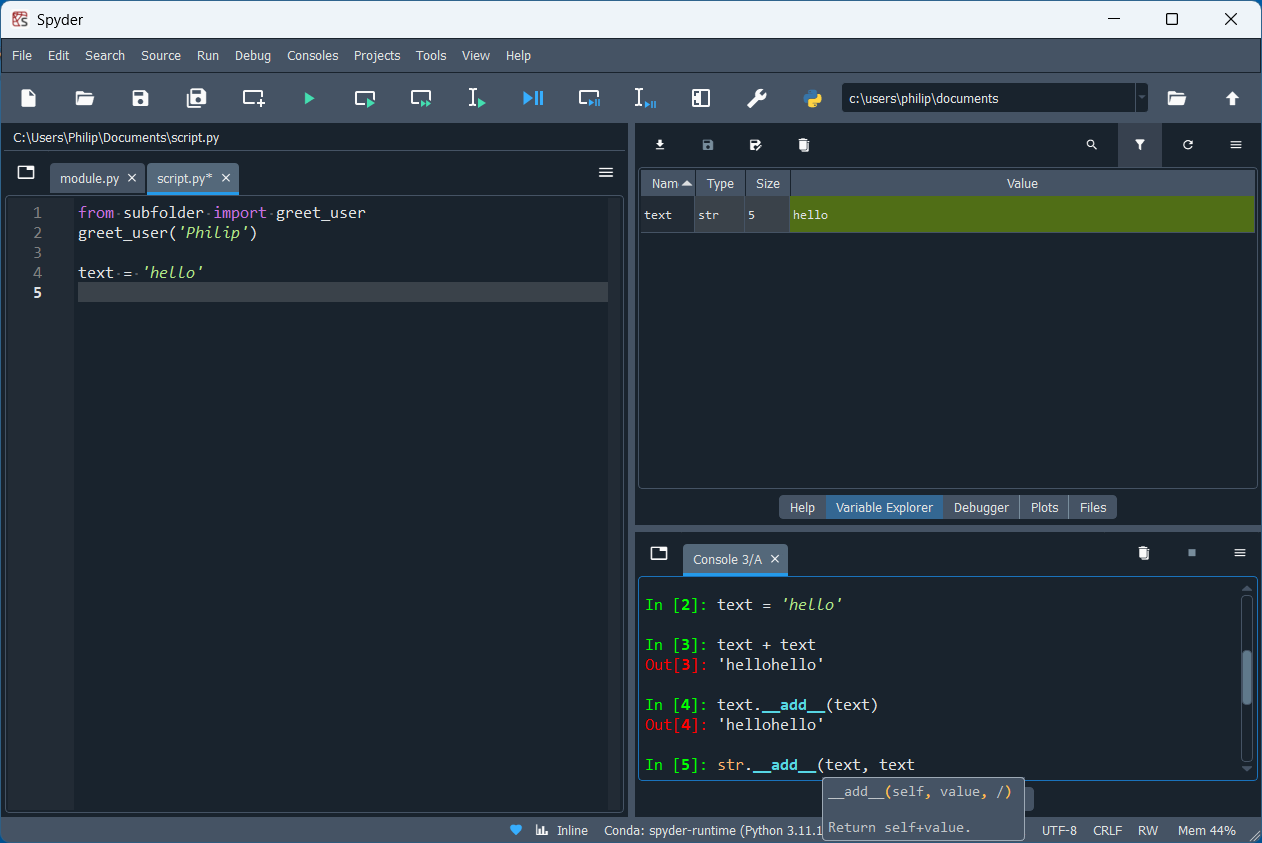 Spyder
File Edit Search Source Run Debug Consoles Projects Tools View Help
c:\users\philip\documents
C:\Users\Philip\Documents\script.py
module.py script.py*
1 from subfolder import greet_user
2 greet_user('Philip')
3
4 text = 'hello'
5
Nam Type Size Value
text str 5 hello
Help Variable Explorer Debugger Plots Files
Console 3/A
In [2]: text = 'hello'
In [3]: text + text
Out[3]: 'hellohello'
In [4]: text.__add__(text)
Out[4]: 'hellohello'
In [5]: str.__add__(text, text
__add__(self, value, /)
Return self+value.
Inline Conda: spyder-runtime (Python 3.11.1 UTF-8 CRLF RW Mem 44%